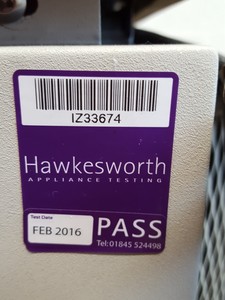 IZ33674
Hawkesworth
APPLIANCE TESTING
Test Date
FEB 2016
PASS
Tel:01845 524498